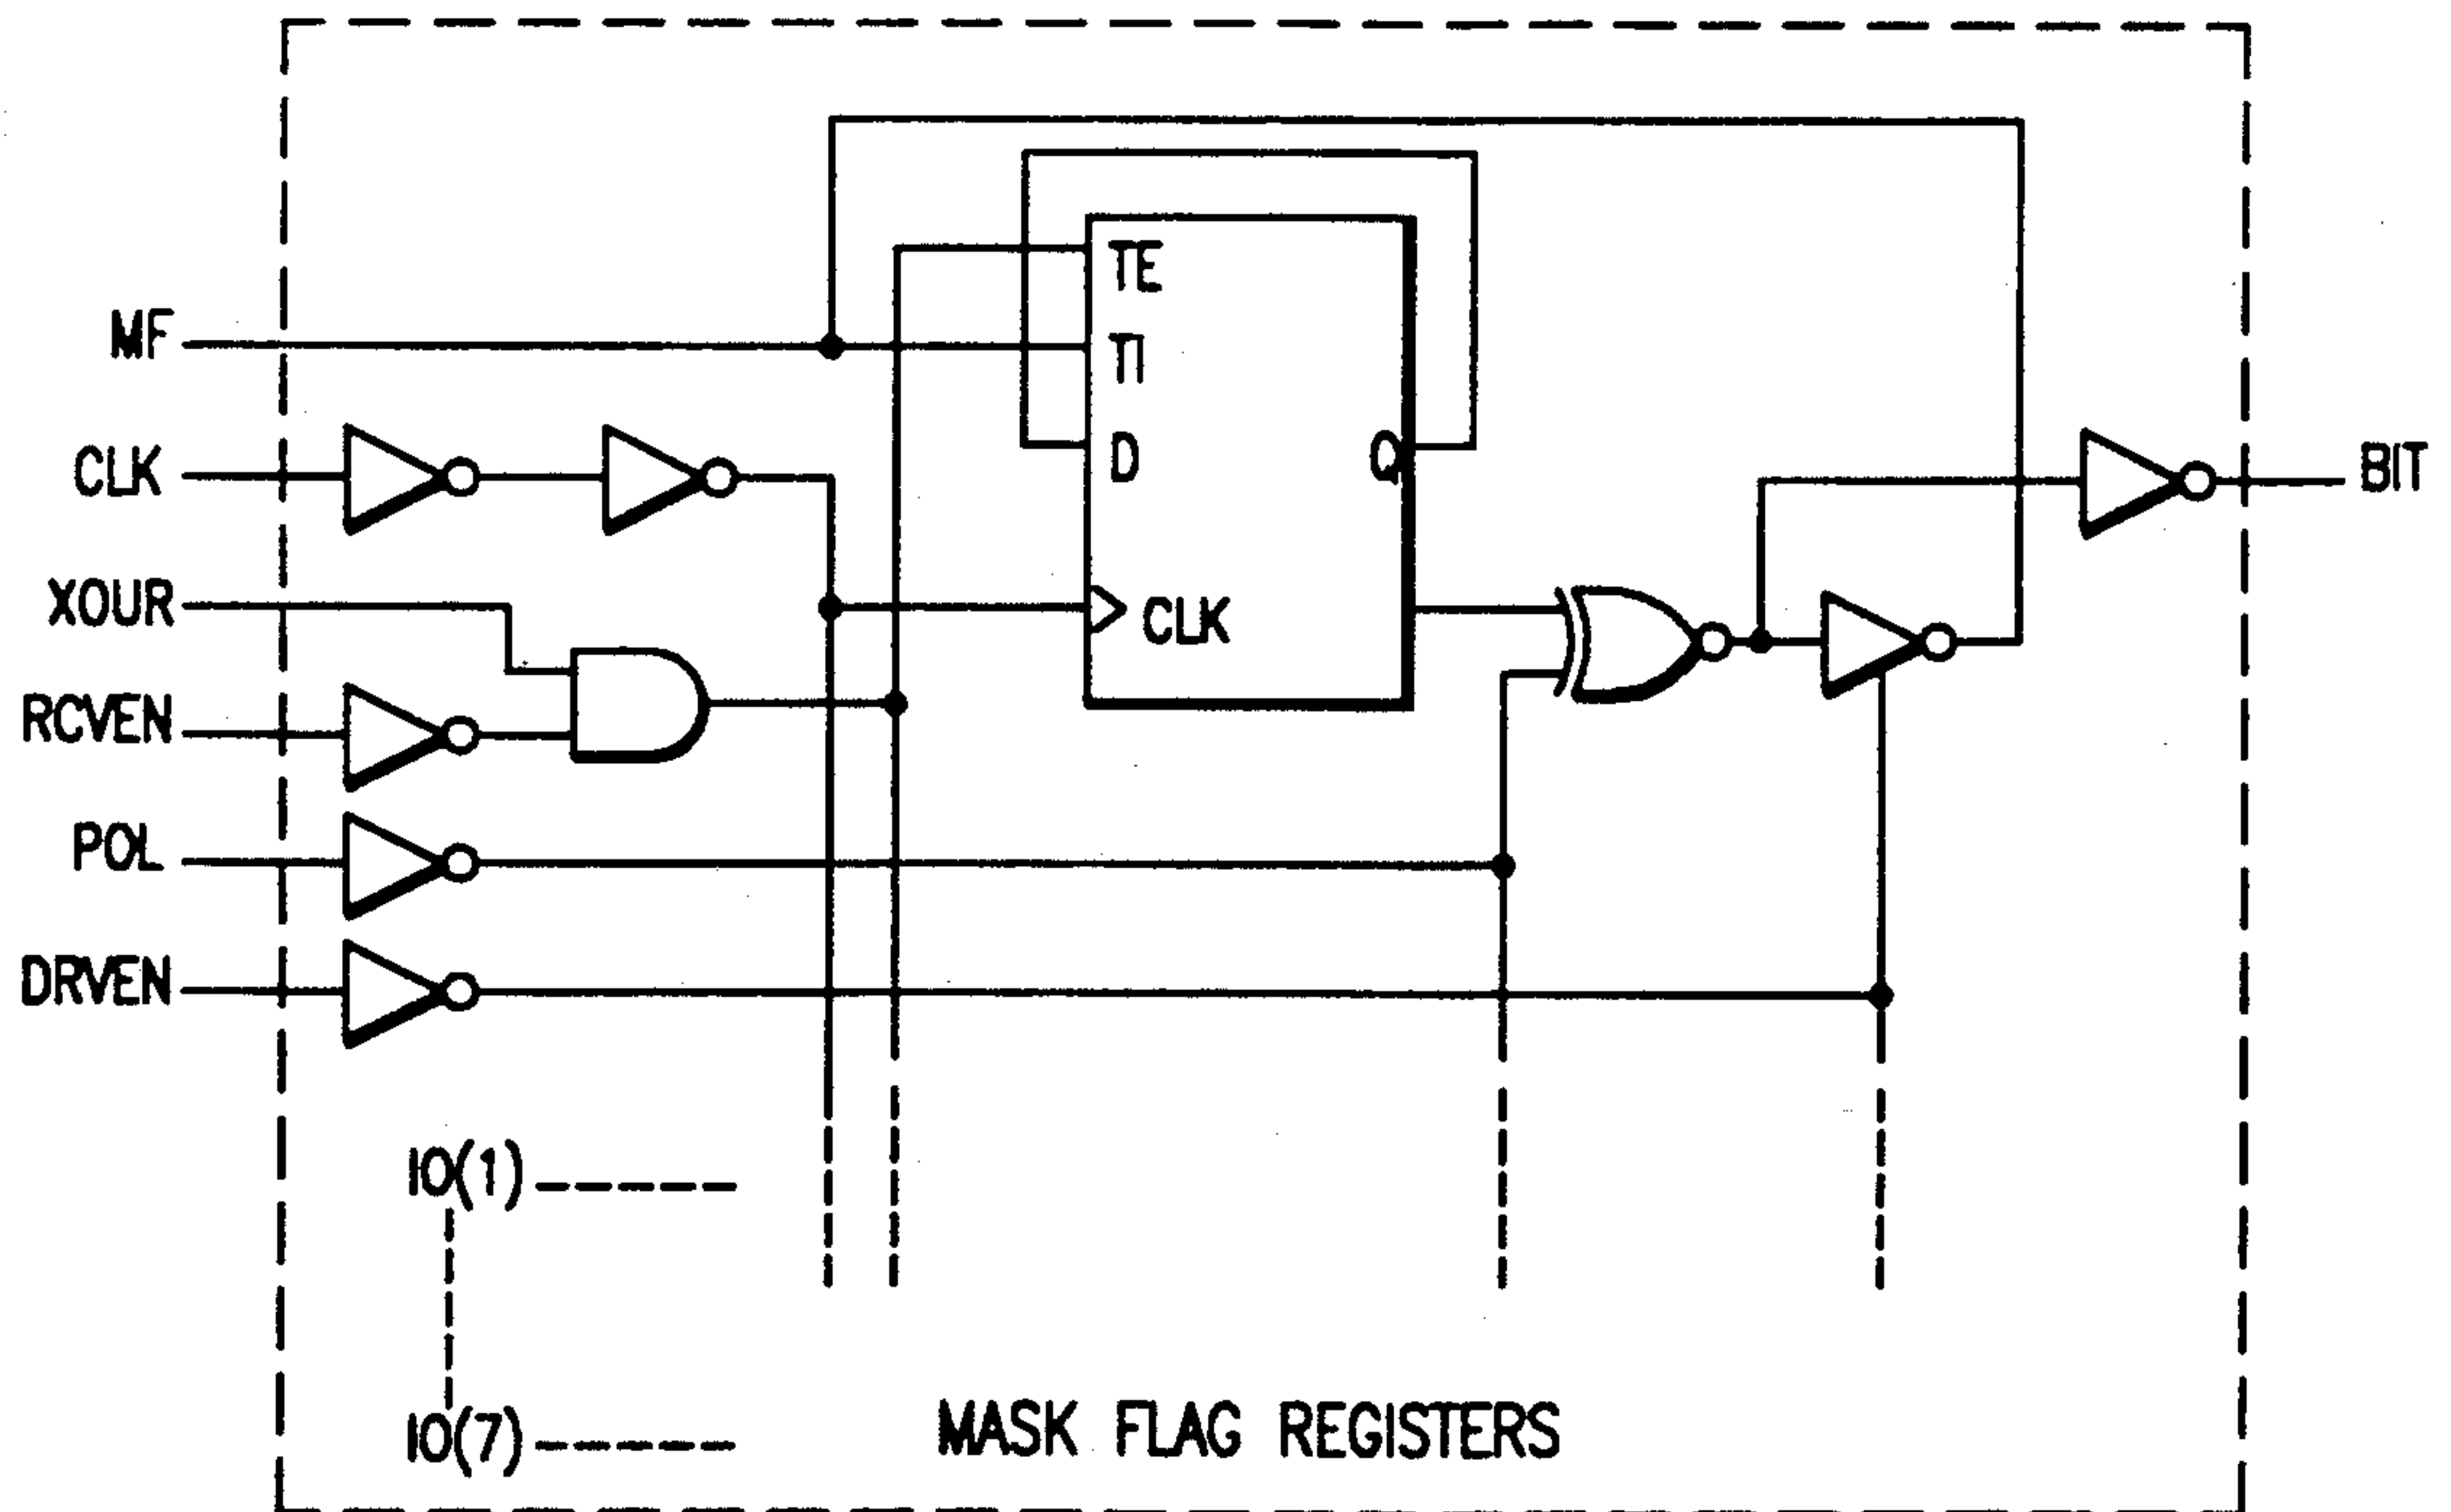 MF
CLK
XOUR
RCVEN
POL
DRVEN
TE
TI
D
Q
CLK
BIT
IO(1)
IO(7)
MASK FLAG REGISTERS